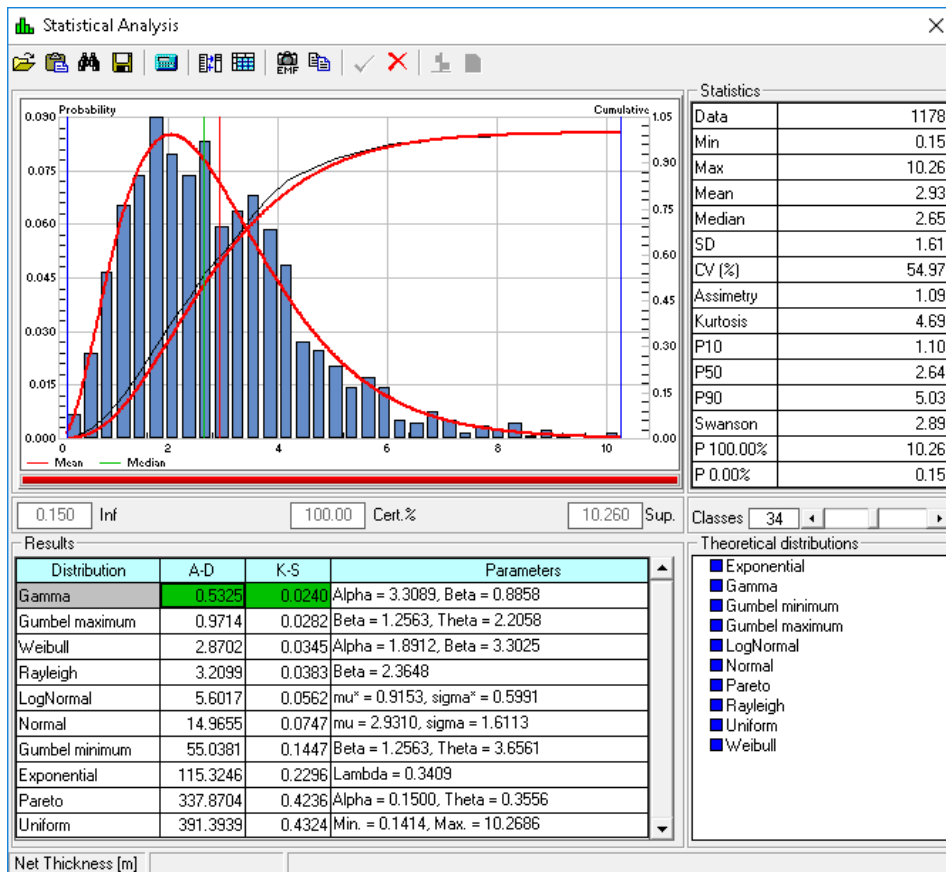 Statistical Analysis
EMF
Probability
Cumulative
0.090
0.075
0.060
0.045
0.030
0.015
0.000
1.05
0.90
0.75
0.60
0.45
0.30
0.15
0.00
0 2 4 6 8 10
Mean Median
Statistics
Data 1178
Min 0.15
Max 10.26
Mean 2.93
Median 2.65
SD 1.61
CV (%) 54.97
Assimetry 1.09
Kurtosis 4.69
P10 1.10
P50 2.64
P90 5.03
Swanson 2.89
P 100.00% 10.26
P 0.00% 0.15
0.150 Inf 100.00 Cert.% 10.260 Sup.
Classes 34
Results
Distribution A-D K-S Parameters
Gamma 0.5325 0.0240 Alpha = 3.3089, Beta = 0.8858
Gumbel maximum 0.9714 0.0282 Beta = 1.2563, Theta = 2.2058
Weibull 2.8702 0.0345 Alpha = 1.8912, Beta = 3.3025
Rayleigh 3.2099 0.0383 Beta = 2.3648
LogNormal 5.6017 0.0562 mu* = 0.9153, sigma* = 0.5991
Normal 14.9655 0.0747 mu = 2.9310, sigma = 1.6113
Gumbel minimum 55.0381 0.1447 Beta = 1.2563, Theta = 3.6561
Exponential 115.3246 0.2296 Lambda = 0.3409
Pareto 337.8704 0.4236 Alpha = 0.1500, Theta = 0.3556
Uniform 391.3939 0.4324 Min. = 0.1414, Max. = 10.2686
Theoretical distributions
Exponential
Gamma
Gumbel minimum
Gumbel maximum
LogNormal
Normal
Pareto
Rayleigh
Uniform
Weibull
Net Thickness [m]